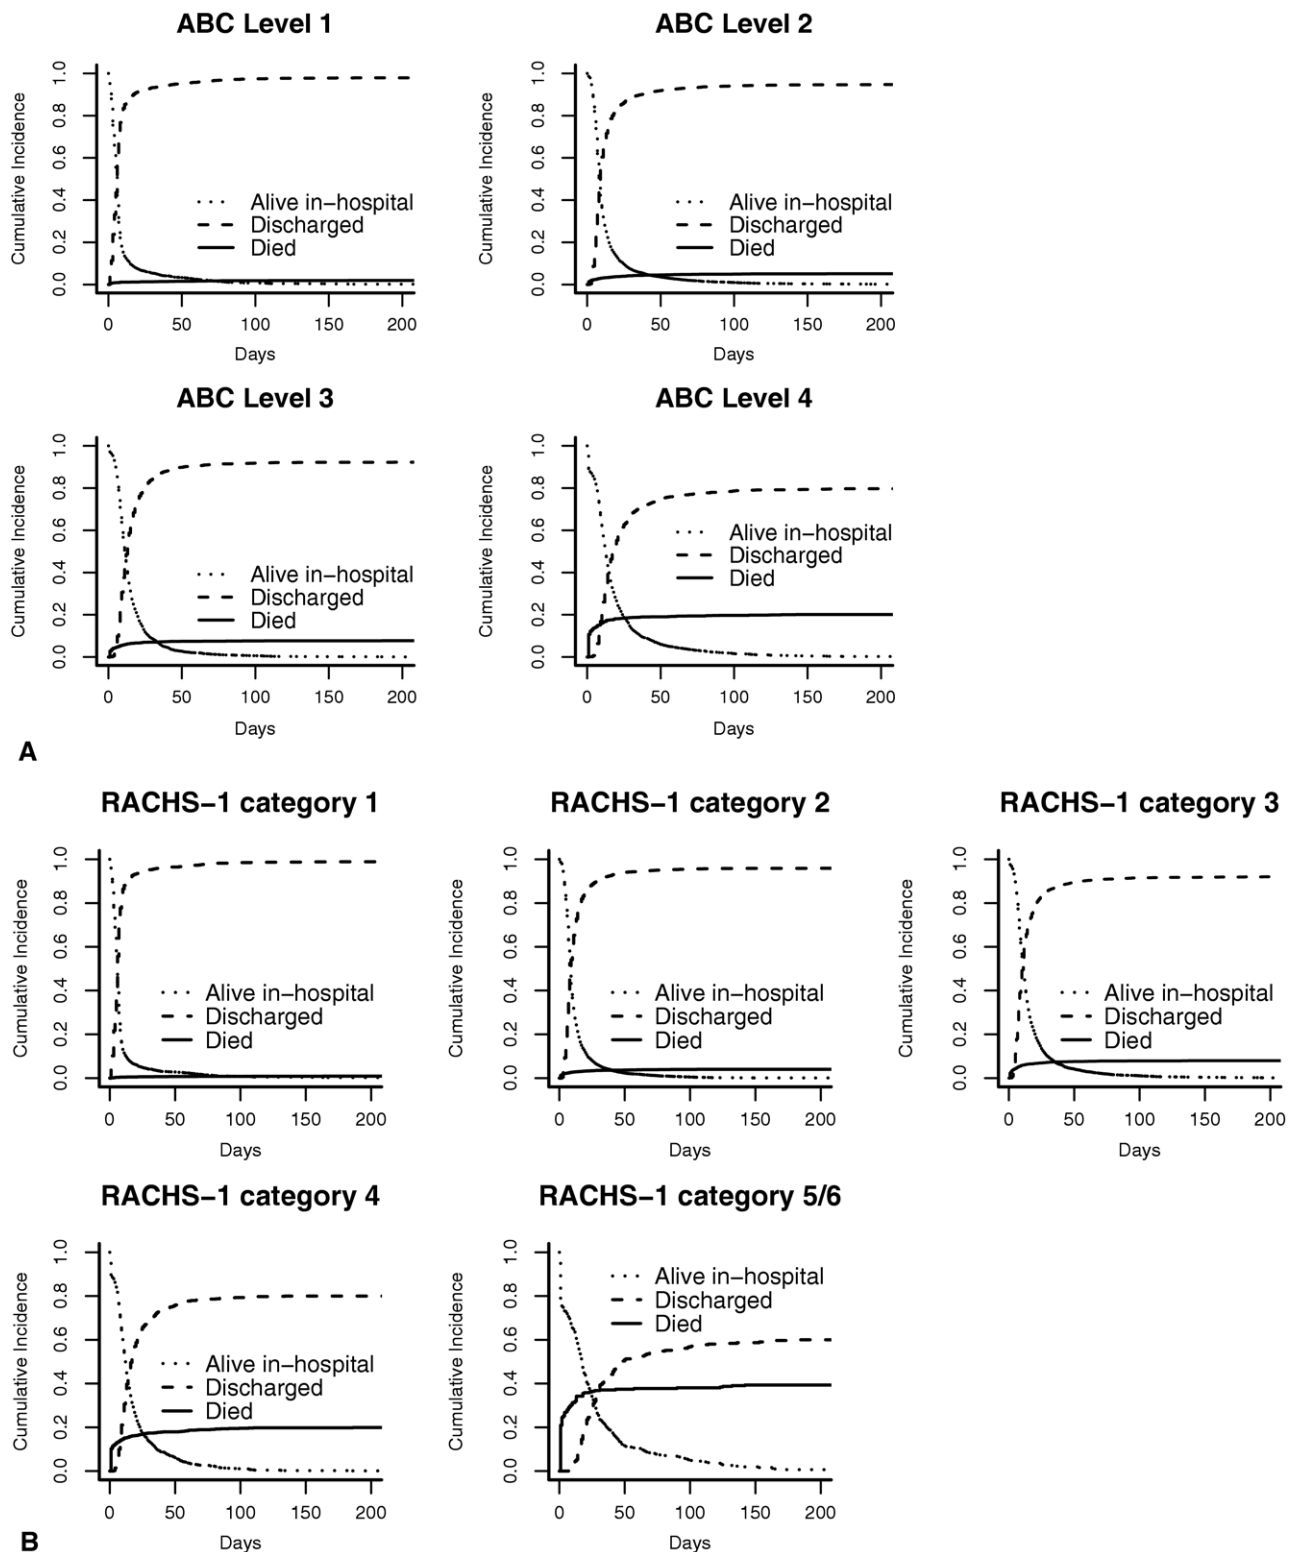 ABC Level 1
Cumulative Incidence
1.0
0.8
0.6
0.4
0.2
0.0
Alive in−hospital
Discharged
Died
0 50 100 150 200
Days
ABC Level 2
Cumulative Incidence
1.0
0.8
0.6
0.4
0.2
0.0
Alive in−hospital
Discharged
Died
0 50 100 150 200
Days
ABC Level 3
Cumulative Incidence
1.0
0.8
0.6
0.4
0.2
0.0
Alive in−hospital
Discharged
Died
0 50 100 150 200
Days
ABC Level 4
Cumulative Incidence
1.0
0.8
0.6
0.4
0.2
0.0
Alive in−hospital
Discharged
Died
0 50 100 150 200
Days
A
RACHS−1 category 1
Cumulative Incidence
1.0
0.8
0.6
0.4
0.2
0.0
Alive in−hospital
Discharged
Died
0 50 100 150 200
Days
RACHS−1 category 2
Cumulative Incidence
1.0
0.8
0.6
0.4
0.2
0.0
Alive in−hospital
Discharged
Died
0 50 100 150 200
Days
RACHS−1 category 3
Cumulative Incidence
1.0
0.8
0.6
0.4
0.2
0.0
Alive in−hospital
Discharged
Died
0 50 100 150 200
Days
RACHS−1 category 4
Cumulative Incidence
1.0
0.8
0.6
0.4
0.2
0.0
Alive in−hospital
Discharged
Died
0 50 100 150 200
Days
RACHS−1 category 5/6
Cumulative Incidence
1.0
0.8
0.6
0.4
0.2
0.0
Alive in−hospital
Discharged
Died
0 50 100 150 200
Days
B